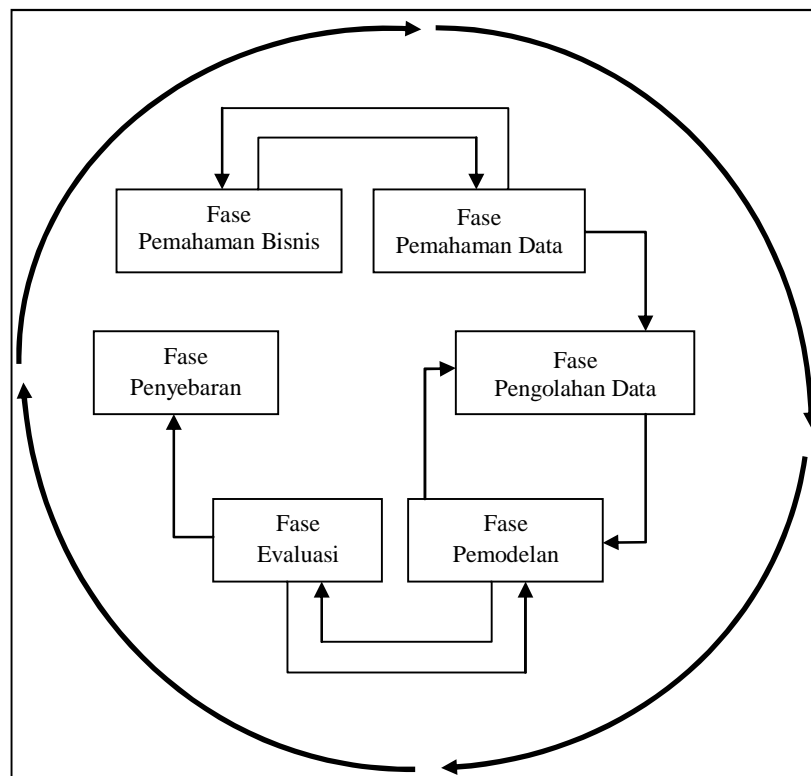 Fase
Pemahaman Bisnis
Fase
Pemahaman Data
Fase
Penyebaran
Fase
Pengolahan Data
Fase
Evaluasi
Fase
Pemodelan